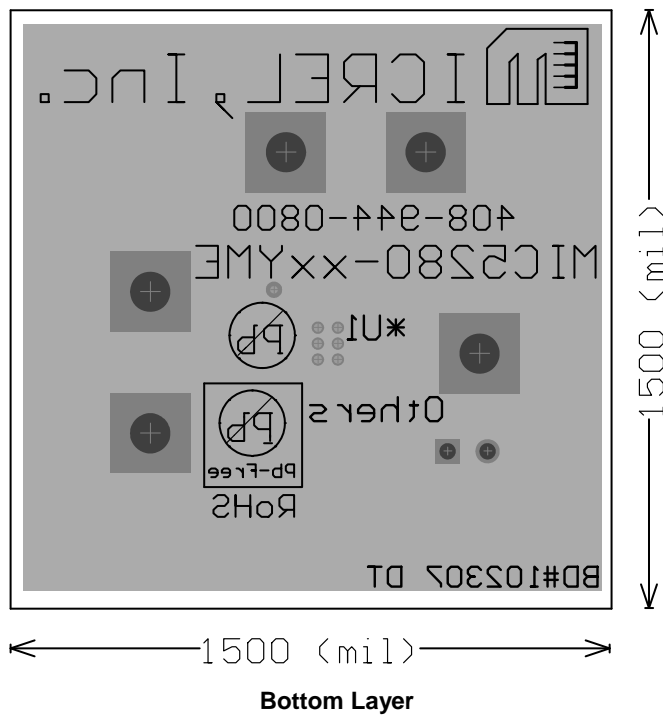 MICREL, Inc.
408-944-0800
MIC5280-xxYME
Pb
*U1
Others
Pb
Pb-Free
RoHS
BD#102307 DT
1500 (mil)
1500 (mil)
Bottom Layer